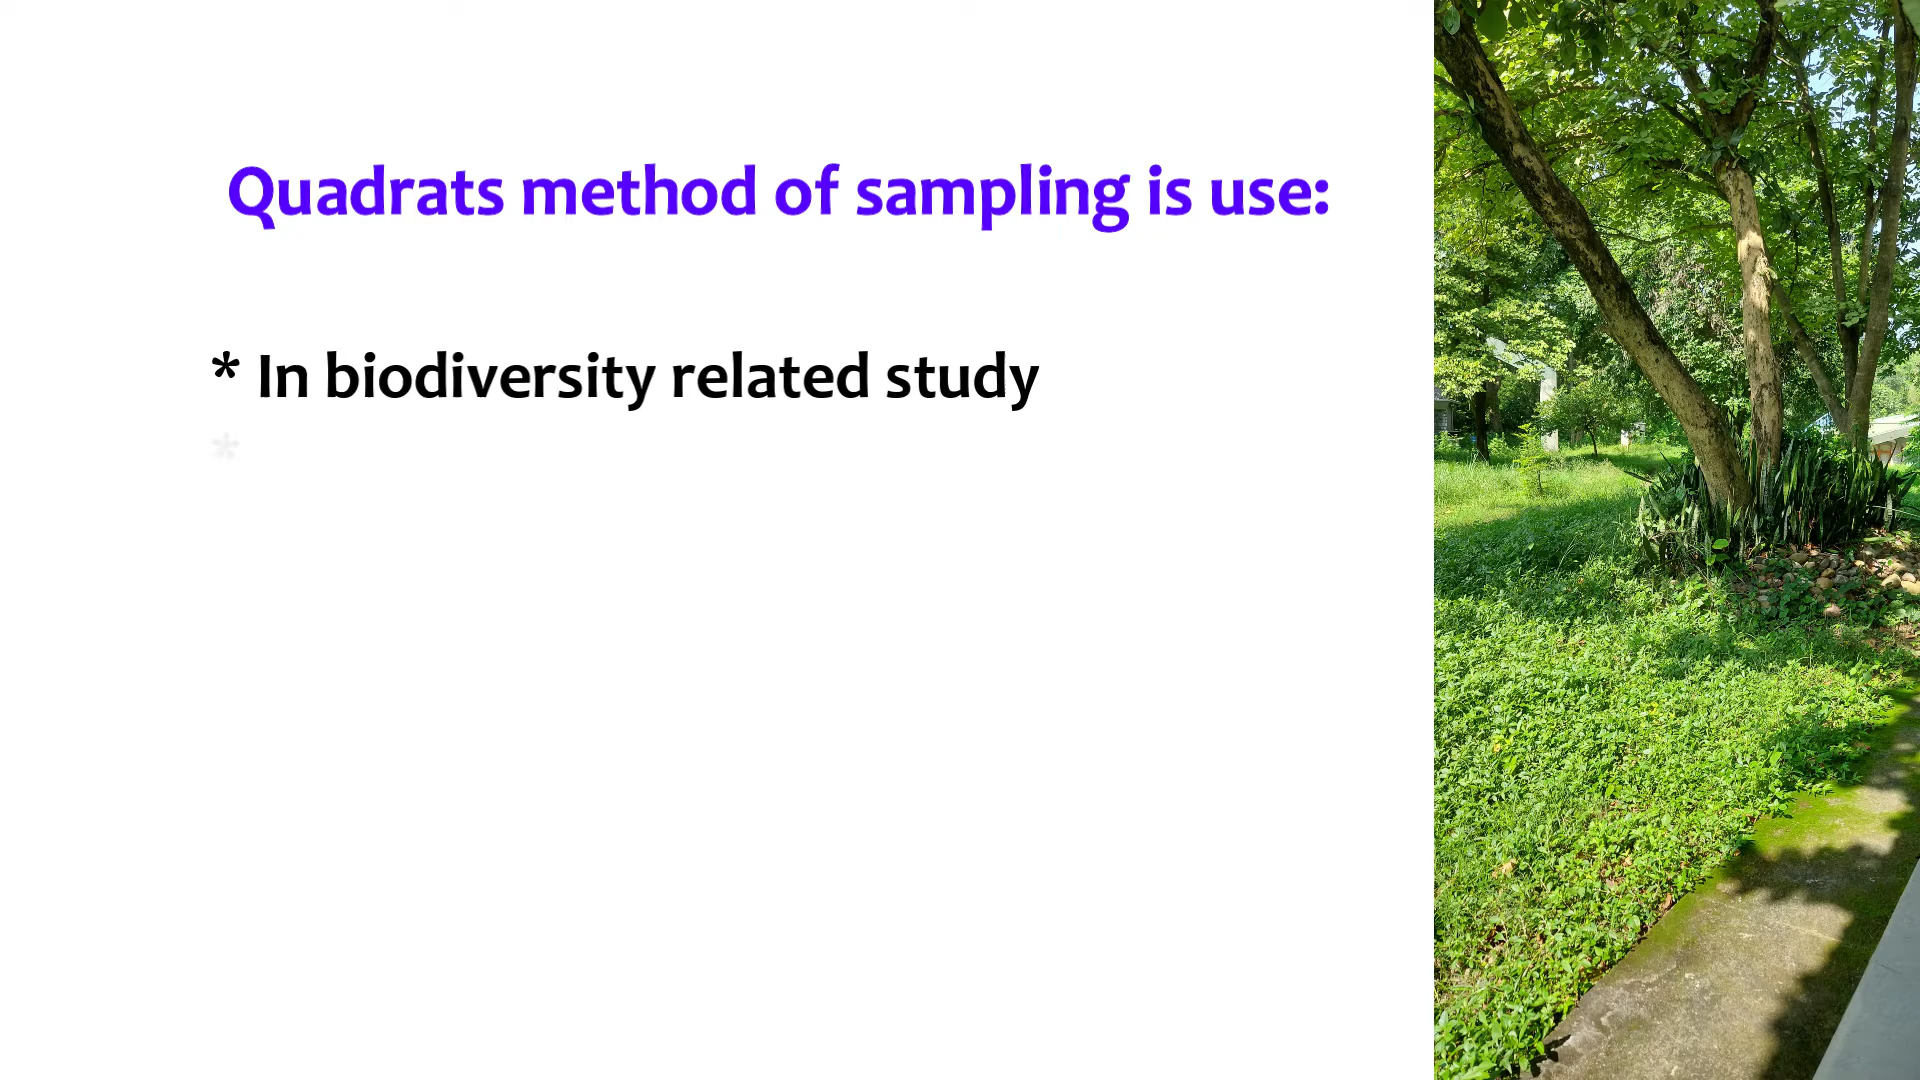 Quadrats method of sampling is use:
* In biodiversity related study
*